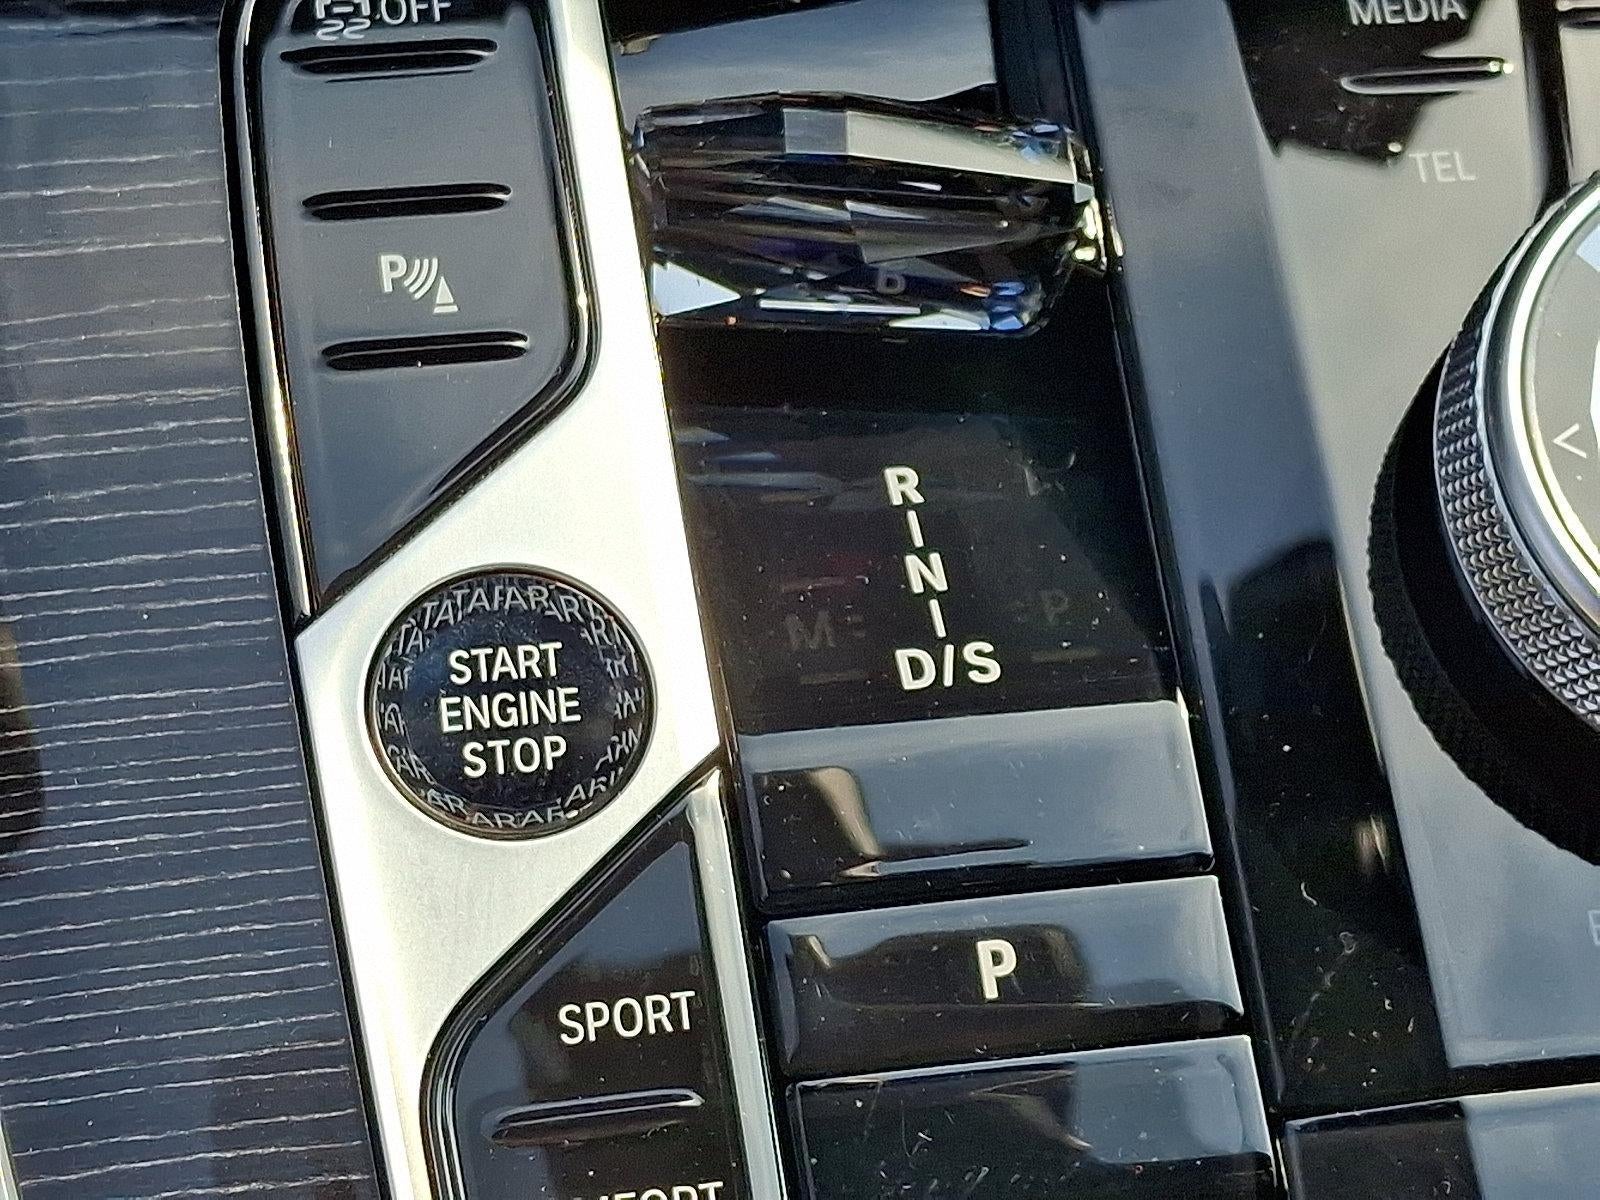 OFF
MEDIA
TEL
P
R
N
D/S
START
ENGINE
STOP
P
SPORT